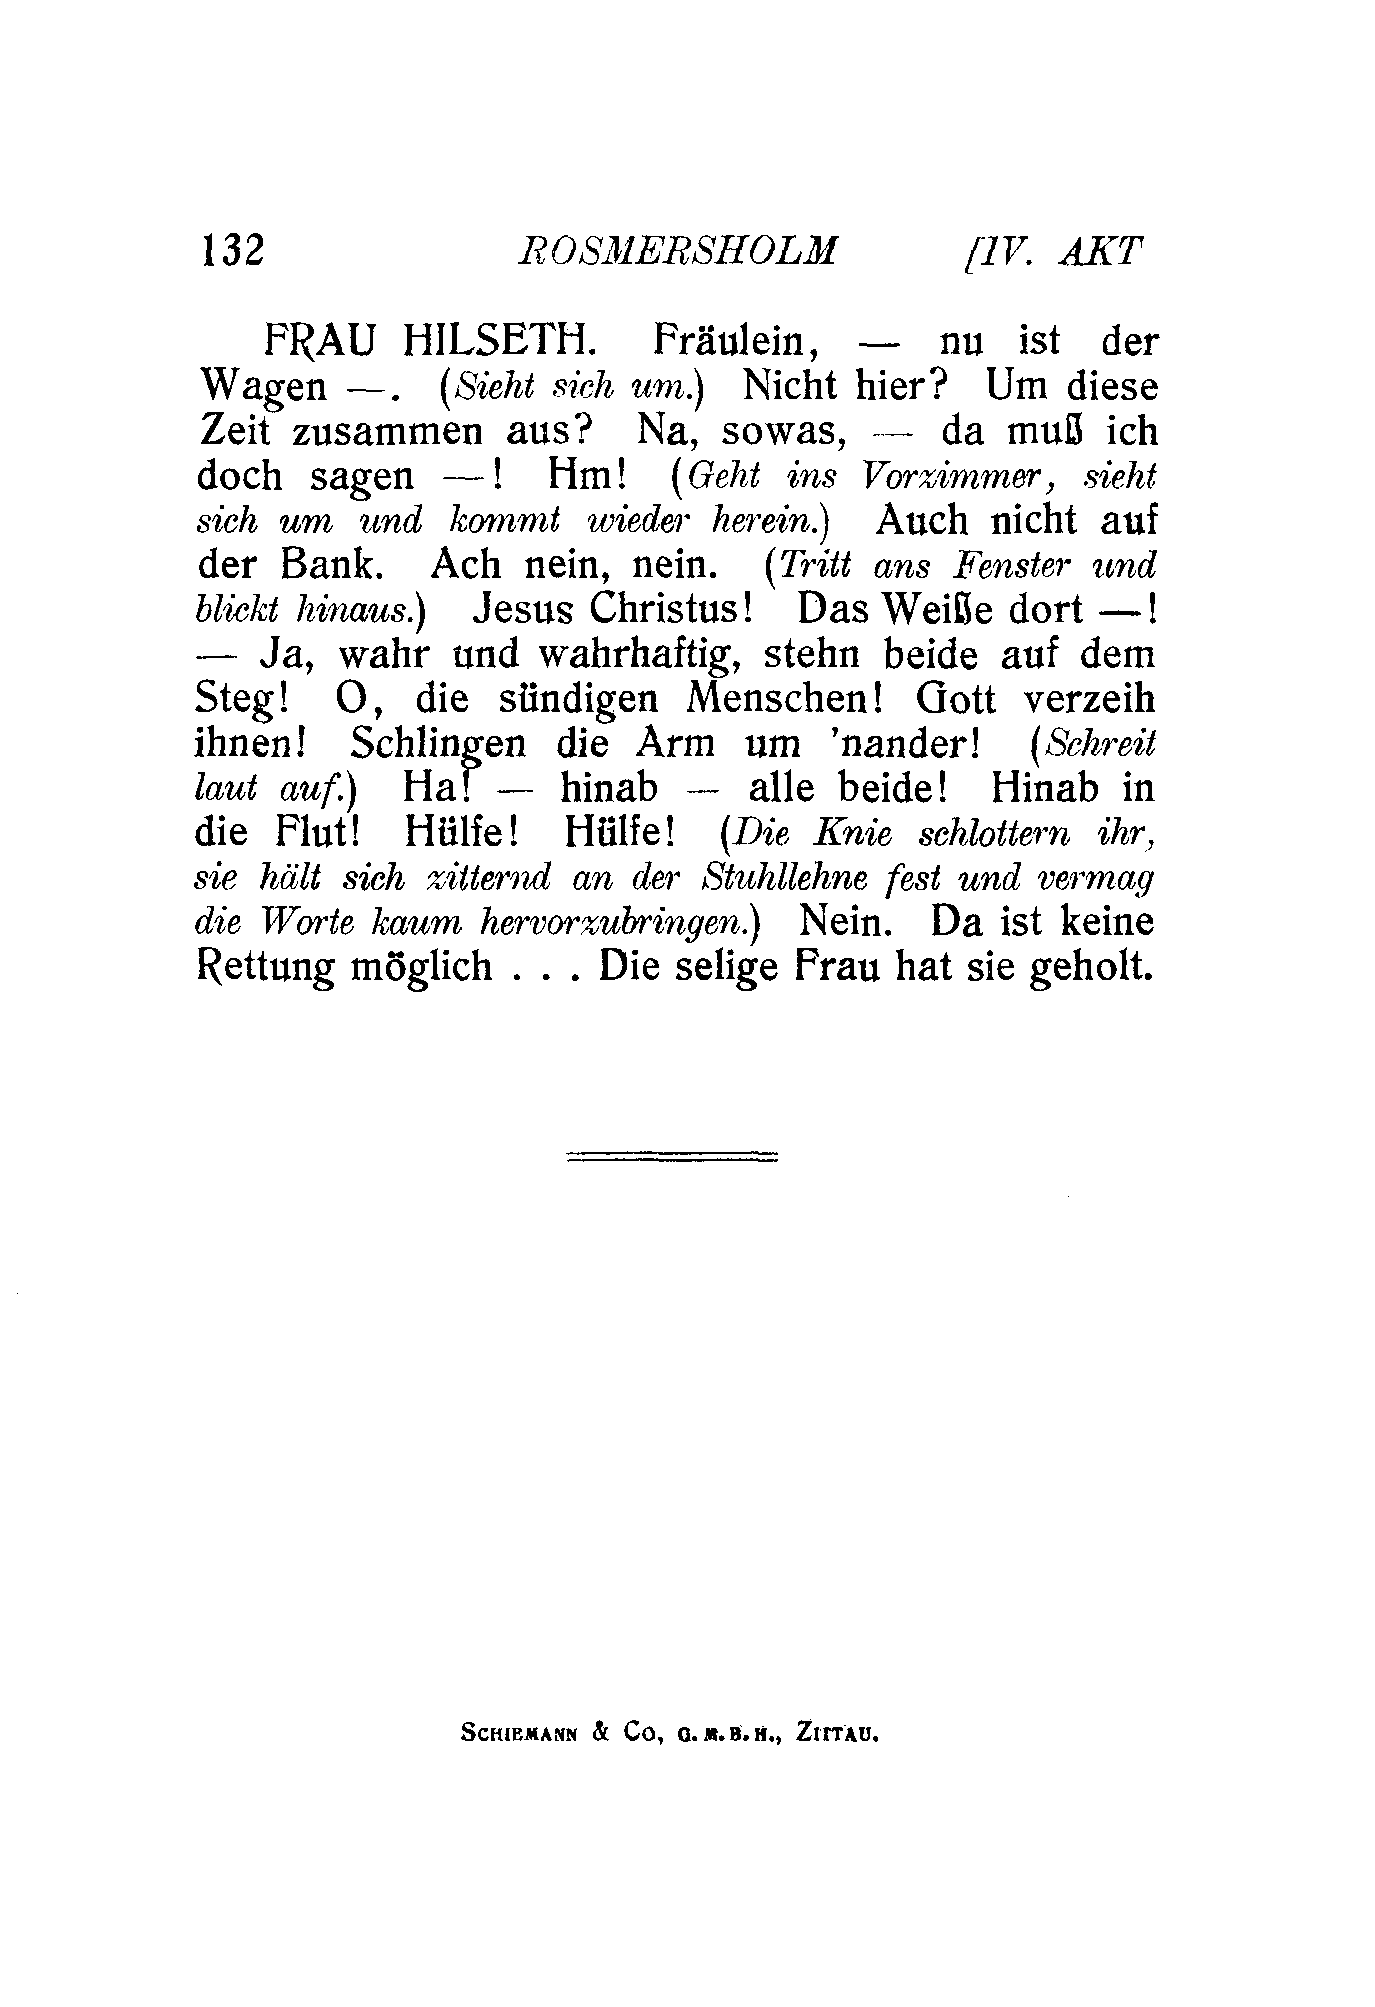 132 ROSMERSHOLM [IV. AKT
FRAU HILSETH. Fräulein, — nu ist der
Wagen —. (Sieht sich um.) Nicht hier? Um diese
Zeit zusammen aus? Na, sowas, — da muß ich
doch sagen —! Hm! (Geht ins Vorzimmer, sieht
sich um und kommt wieder herein.) Auch nicht auf
der Bank. Ach nein, nein. (Tritt ans Fenster und
blickt hinaus.) Jesus Christus! Das Weiße dort —!
— Ja, wahr und wahrhaftig, stehn beide auf dem
Steg! O, die sündigen Menschen! Gott verzeih
ihnen! Schlingen die Arm um 'nander! (Schreit
laut auf.) Ha! — hinab — alle beide! Hinab in
die Flut! Hülfe! Hülfe! (Die Knie schlottern ihr,
sie hält sich zitternd an der Stuhllehne fest und vermag
die Worte kaum hervorzubringen.) Nein. Da ist keine
Rettung möglich . . . Die selige Frau hat sie geholt.
SCHIEMANN & CO, G.M.B.H., ZITTAU.